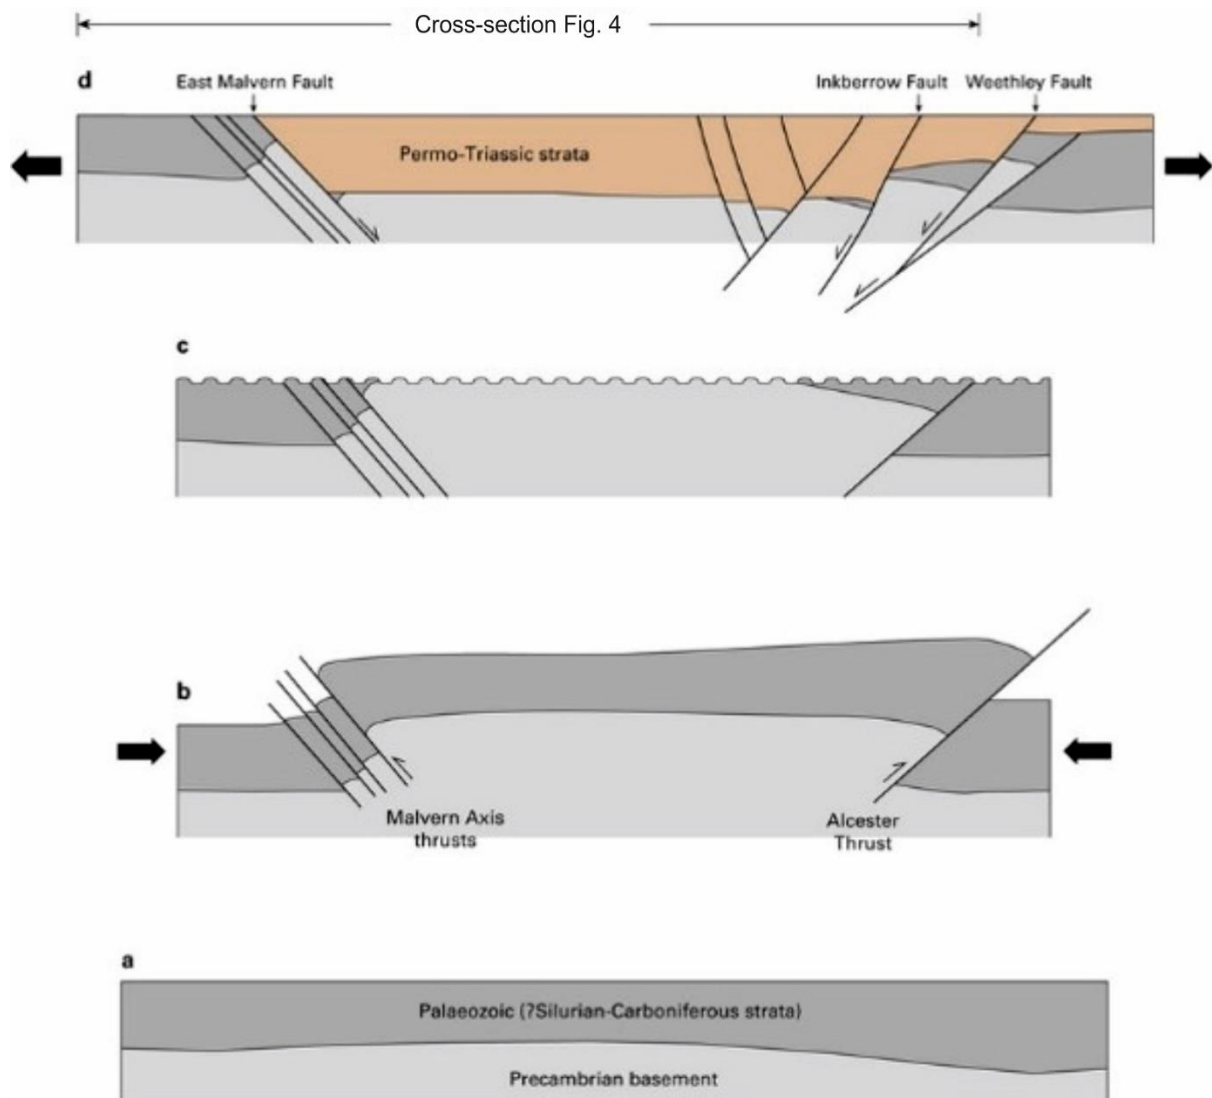 Cross-section Fig. 4
d
East Malvern Fault
Inkberrow Fault
Weethley Fault
Permo-Triassic strata
c
b
Malvern Axis
thrusts
Alcester
Thrust
a
Palaeozoic (?Silurian-Carboniferous strata)
Precambrian basement